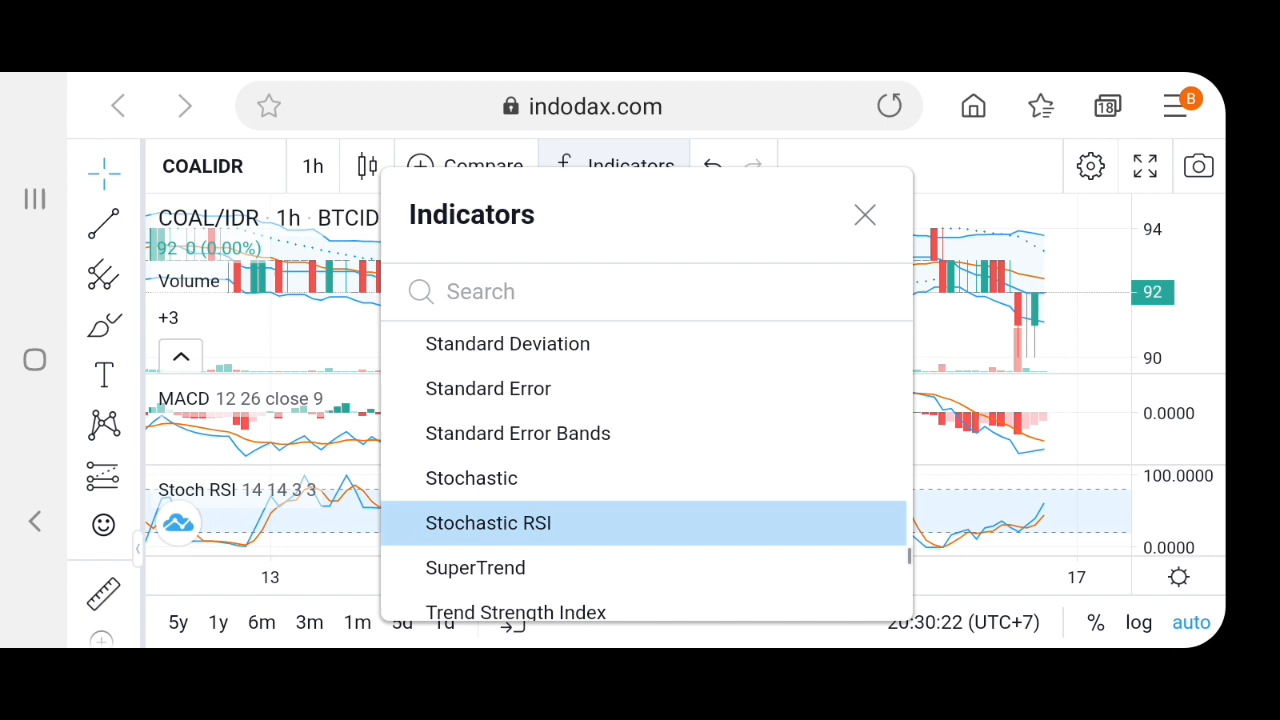 indodax.com
18
B
COALIDR
1h
Compare
Indicators
COAL/IDR · 1h · BTCID
92 0 (0.00%)
Volume
+3
MACD 12 26 close 9
Stoch RSI 14 14 3 3
Indicators
Search
Standard Deviation
Standard Error
Standard Error Bands
Stochastic
Stochastic RSI
SuperTrend
Trend Strength Index
94
92
90
0.0000
100.0000
0.0000
13
17
5y 1y 6m 3m 1m 5d 1d
20:30:22 (UTC+7)
% log auto